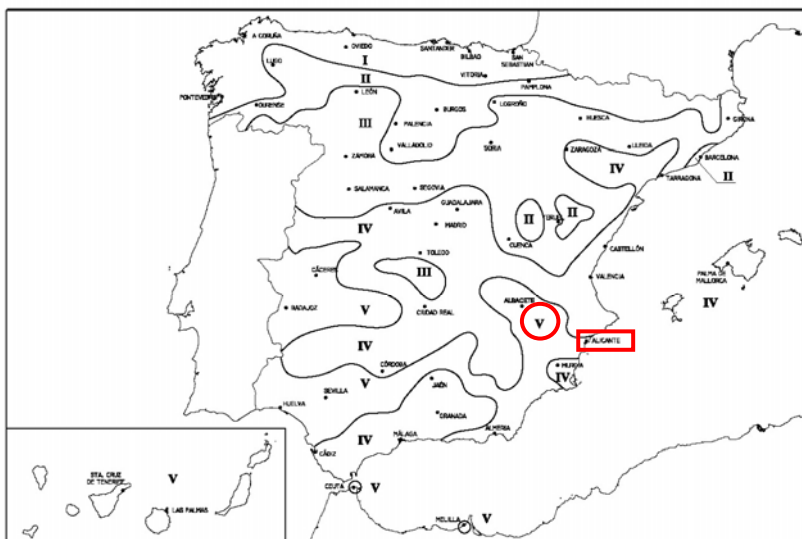 A CORUÑA
OVIEDO
SANTANDER
BILBAO
SAN
SEBASTIAN
I
LUGO
II
VITORIA
PAMPLONA
PONTEVEDRA
OURENSE
LEÓN
BURGOS
LOGROÑO
HUESCA
GIRONA
III
PALENCIA
VALLADOLID
ZAMORA
SORIA
ZARAGOZA
LLEIDA
IV
BARCELONA
TARRAGONA
II
SALAMANCA
SEGOVIA
AVILA
GUADALAJARA
IV
MADRID
II
II
CUENCA
TOLEDO
CASTELLÓN
CÁCERES
III
VALENCIA
PALMA DE
MALLORCA
IV
BADAJOZ
V
CIUDAD REAL
ALBACETE
V
ALICANTE
IV
CÓRDOBA
V
JAÉN
IV
SEVILLA
HUELVA
GRANADA
IV
MÁLAGA
ALMERIA
CÁDIZ
CEUTA
V
MELILLA
V
STA. CRUZ
DE TENERIFE
V
LAS PALMAS